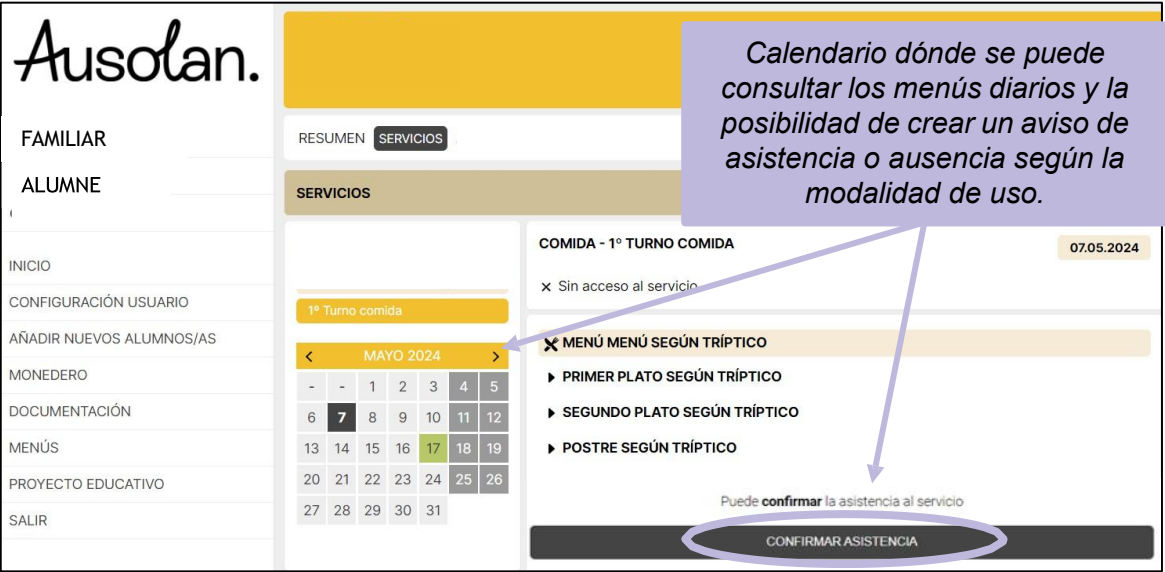 Ausolan.
FAMILIAR
ALUMNE
INICIO
CONFIGURACIÓN USUARIO
AÑADIR NUEVOS ALUMNOS/AS
MONEDERO
DOCUMENTACIÓN
MENÚS
PROYECTO EDUCATIVO
SALIR
RESUMEN SERVICIOS
SERVICIOS
Calendario dónde se puede
consultar los menús diarios y la
posibilidad de crear un aviso de
asistencia o ausencia según la
modalidad de uso.
1º Turno comida
< MAYO 2024 >
- - 1 2 3 4 5
6 7 8 9 10 11 12
13 14 15 16 17 18 19
20 21 22 23 24 25 26
27 28 29 30 31
COMIDA - 1º TURNO COMIDA 07.05.2024
× Sin acceso al servicio
MENÚ MENÚ SEGÚN TRÍPTICO
PRIMER PLATO SEGÚN TRÍPTICO
SEGUNDO PLATO SEGÚN TRÍPTICO
POSTRE SEGÚN TRÍPTICO
Puede confirmar la asistencia al servicio
CONFIRMAR ASISTENCIA